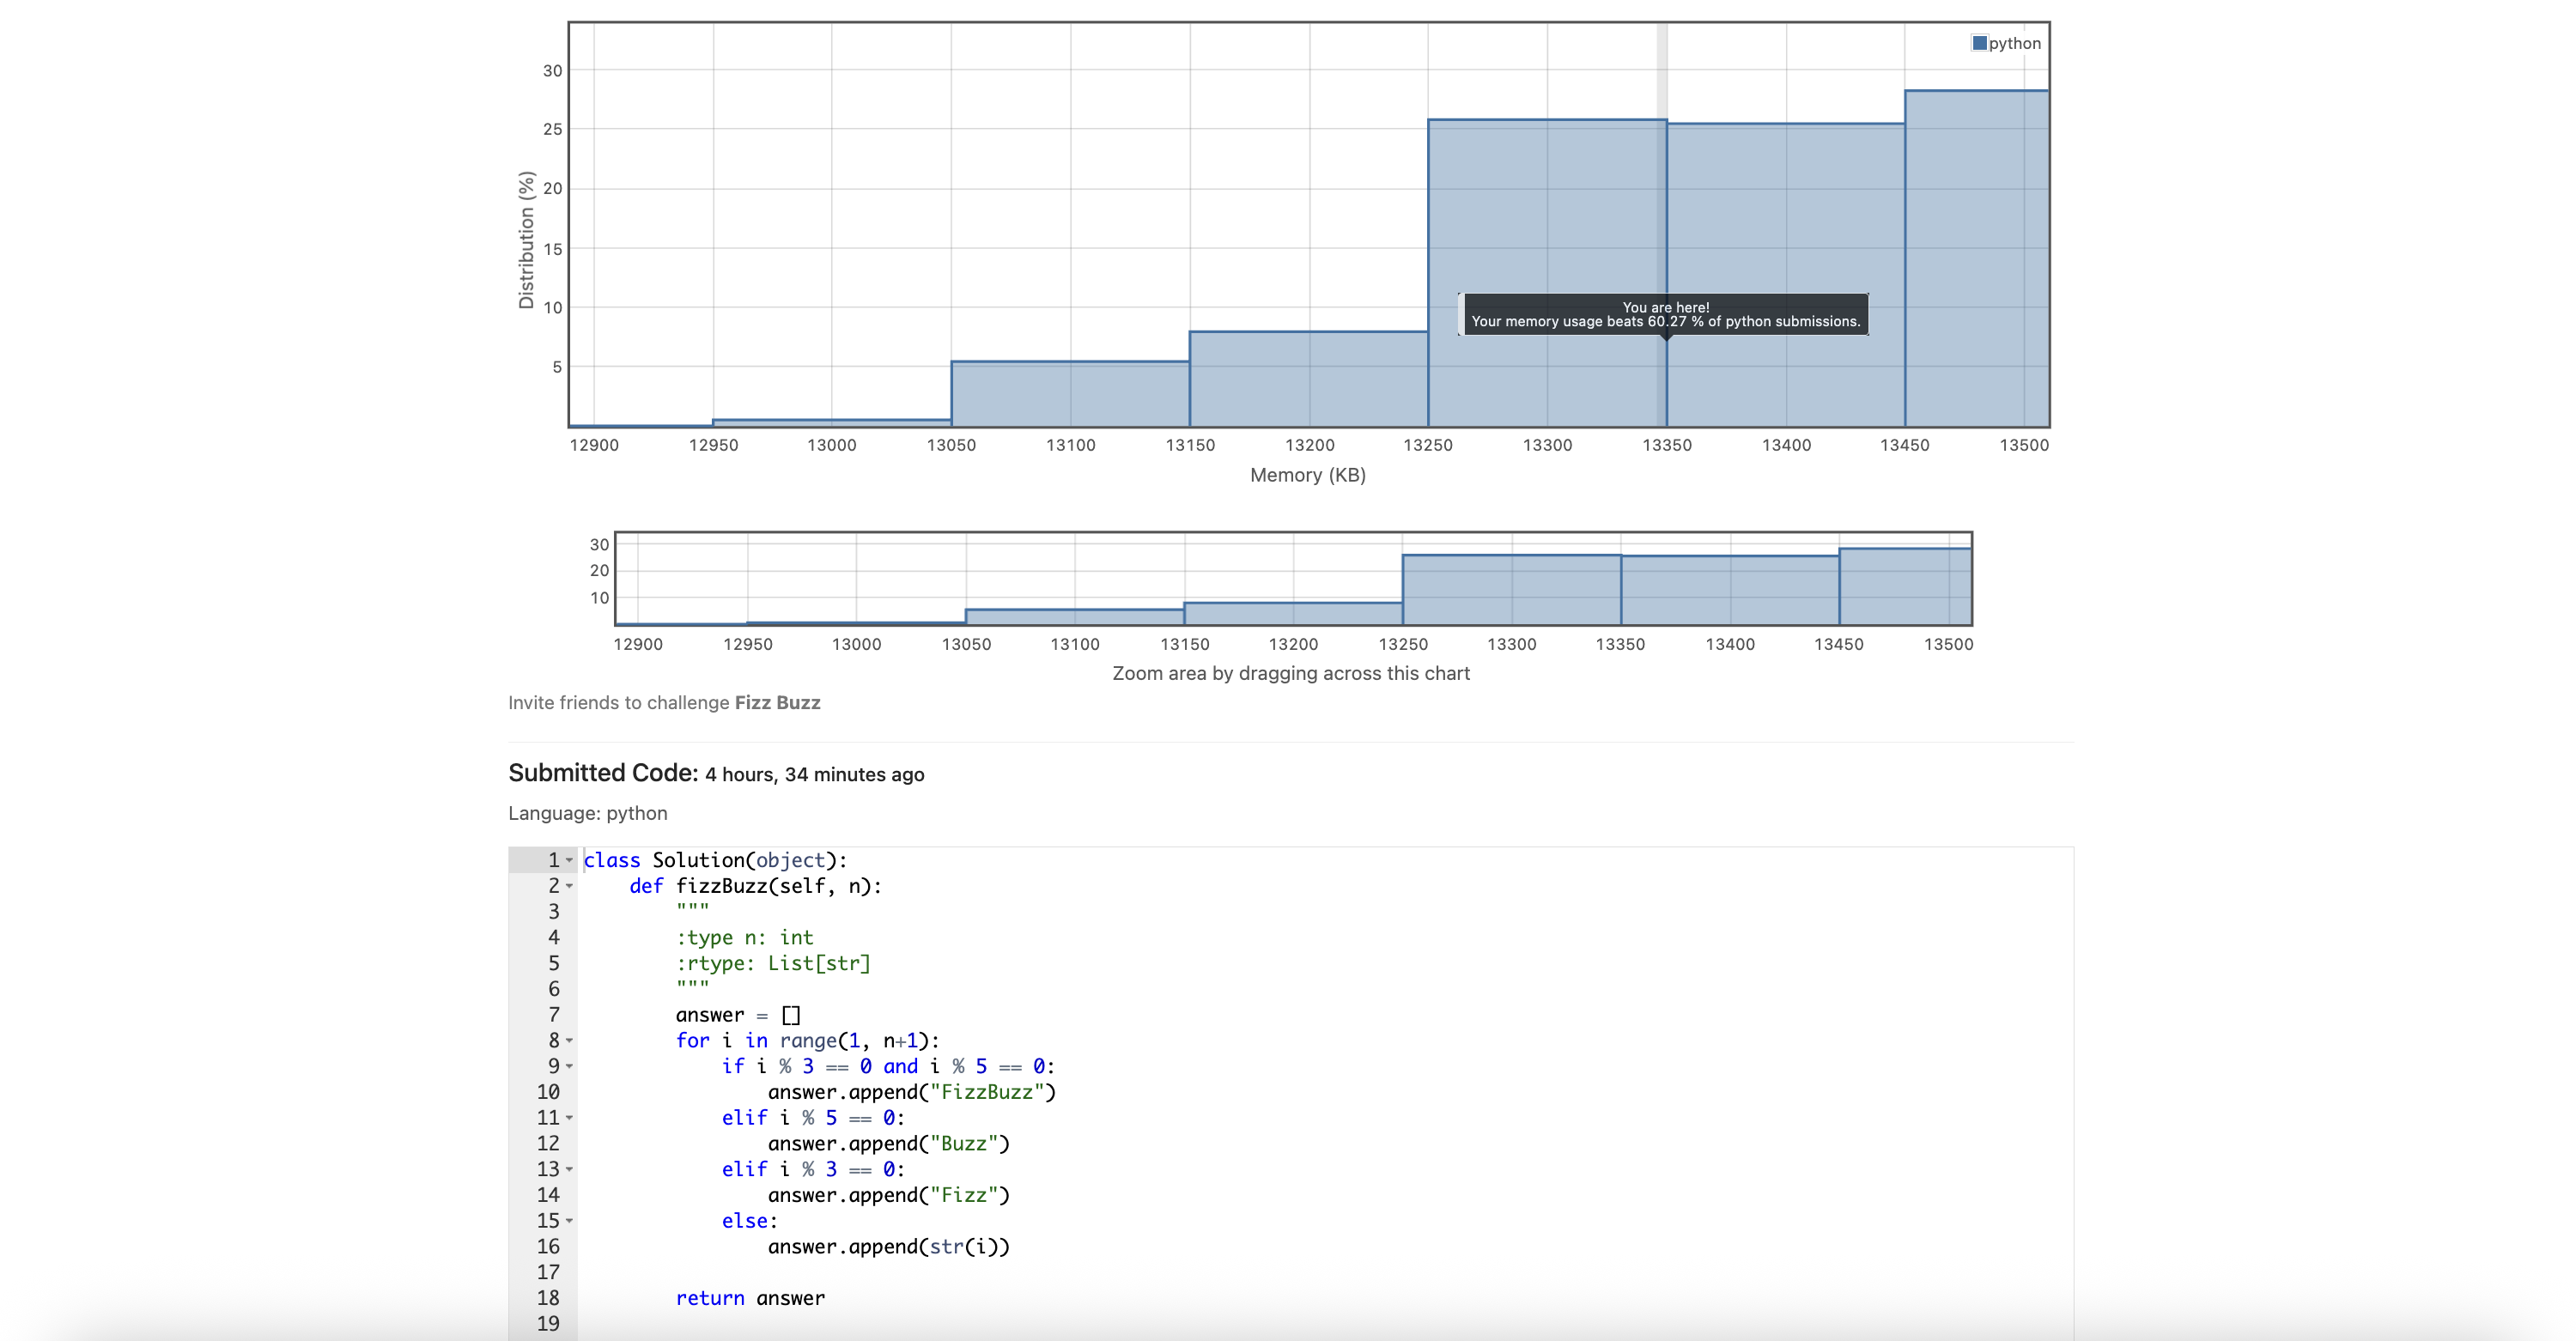 python
30
25
20
15
10
5
Distribution (%)
You are here!
Your memory usage beats 60.27 % of python submissions.
12900 12950 13000 13050 13100 13150 13200 13250 13300 13350 13400 13450 13500
Memory (KB)
30
20
10
12900 12950 13000 13050 13100 13150 13200 13250 13300 13350 13400 13450 13500
Zoom area by dragging across this chart
Invite friends to challenge Fizz Buzz
Submitted Code: 4 hours, 34 minutes ago
Language: python
1 class Solution(object):
2     def fizzBuzz(self, n):
3         """
4         :type n: int
5         :rtype: List[str]
6         """
7         answer = []
8         for i in range(1, n+1):
9             if i % 3 == 0 and i % 5 == 0:
10                 answer.append("FizzBuzz")
11             elif i % 5 == 0:
12                 answer.append("Buzz")
13             elif i % 3 == 0:
14                 answer.append("Fizz")
15             else:
16                 answer.append(str(i))
17
18         return answer
19